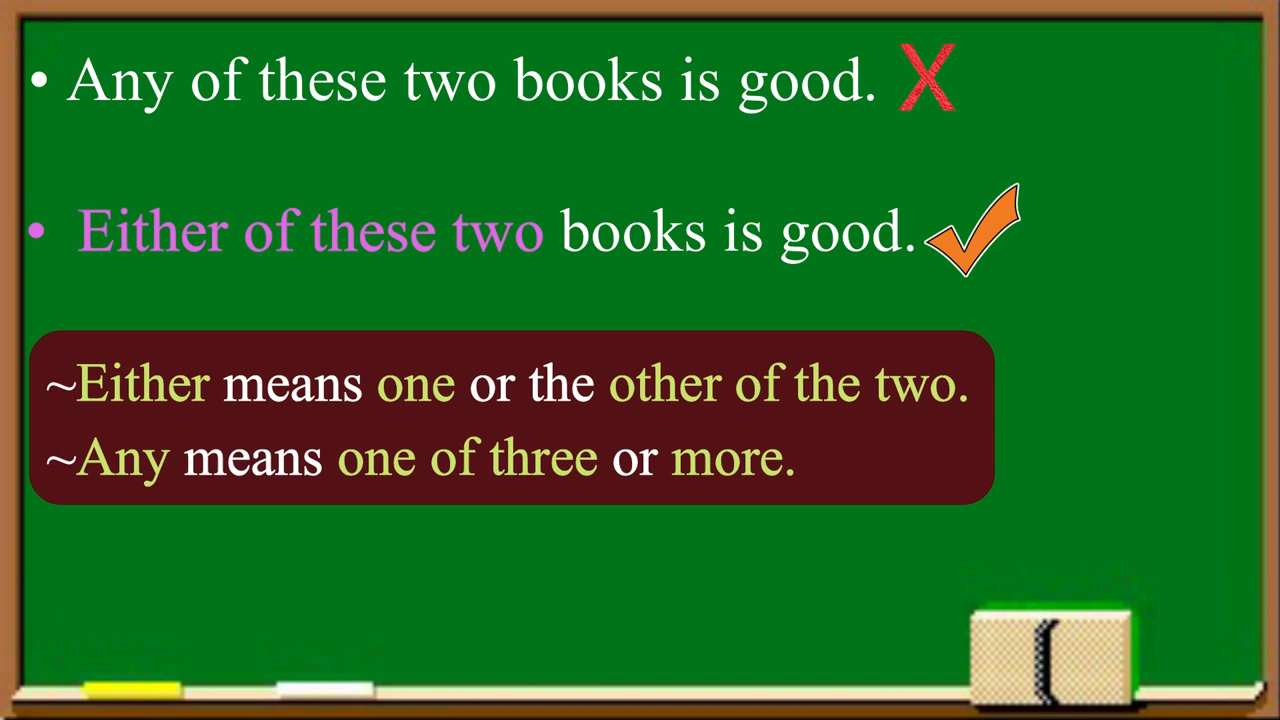 • Any of these two books is good. X
• Either of these two books is good.
~Either means one or the other of the two.
~Any means one of three or more.